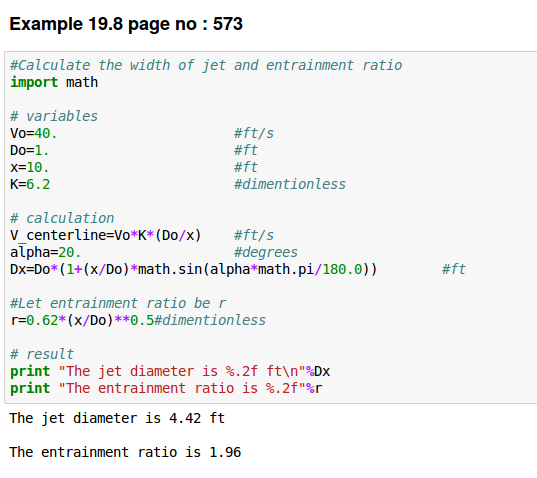 Example 19.8 page no : 573
#Calculate the width of jet and entrainment ratio
import math
# variables
Vo=40. #ft/s
Do=1. #ft
x=10. #ft
K=6.2 #dimentionless
# calculation
V_centerline=Vo*K*(Do/x) #ft/s
alpha=20. #degrees
Dx=Do*(1+(x/Do)*math.sin(alpha*math.pi/180.0)) #ft
#Let entrainment ratio be r
r=0.62*(x/Do)**0.5#dimentionless
# result
print "The jet diameter is %.2f ft\n"%Dx
print "The entrainment ratio is %.2f"%r
The jet diameter is 4.42 ft
The entrainment ratio is 1.96